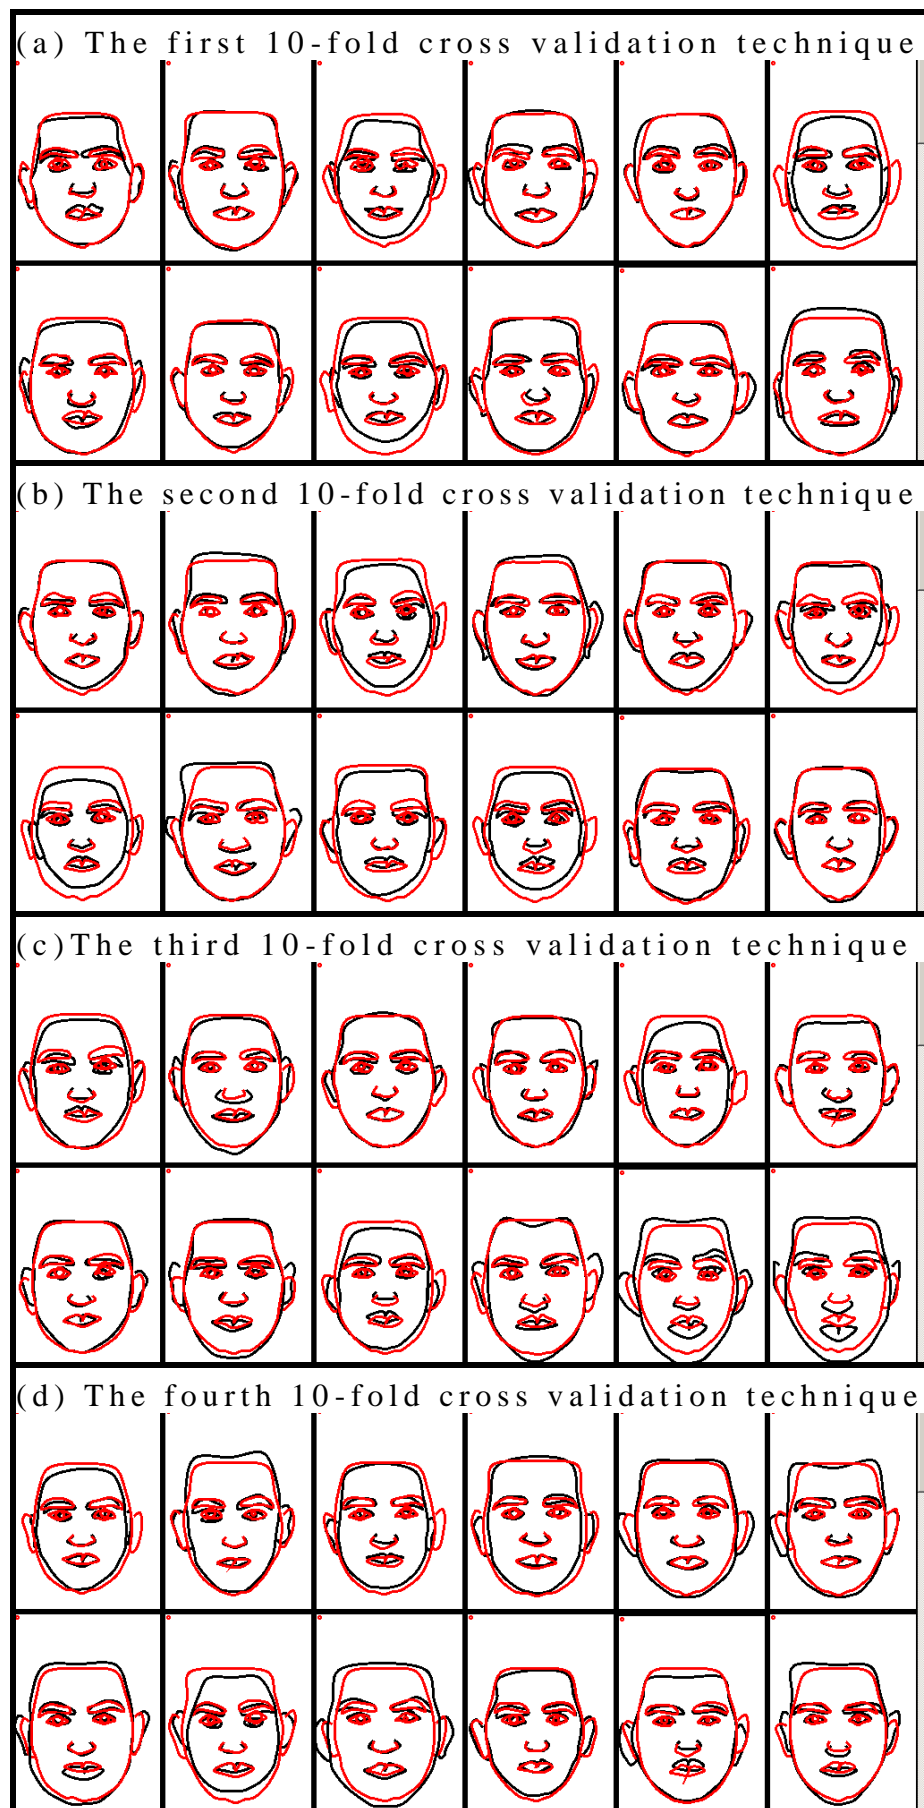 (a) The first 10-fold cross validation technique
(b) The second 10-fold cross validation technique
(c)The third 10-fold cross validation technique
(d) The fourth 10-fold cross validation technique